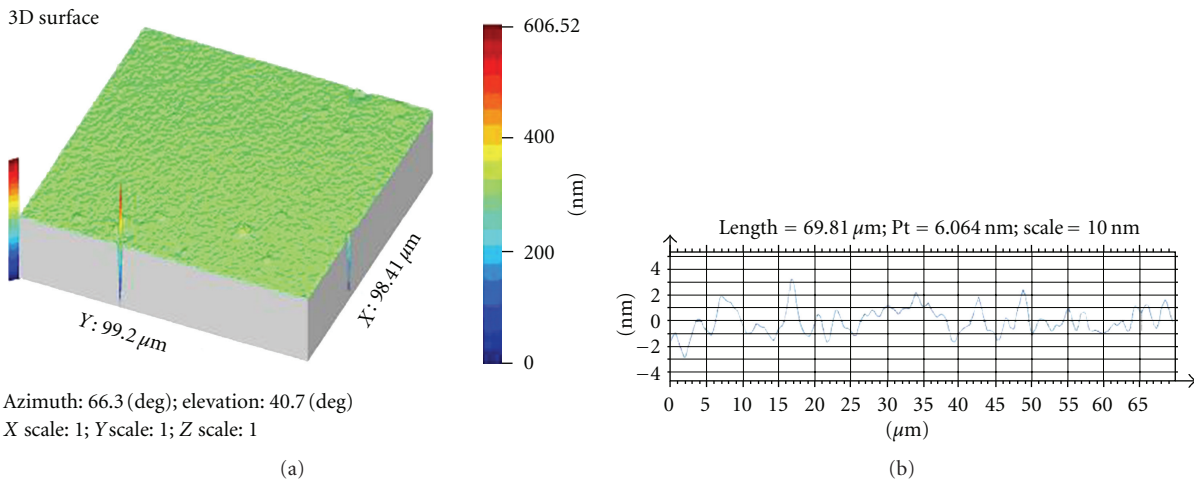 3D surface
606.52
400
200
0
(nm)
Y: 99.2 μm
X: 98.41 μm
Azimuth: 66.3 (deg); elevation: 40.7 (deg)
X scale: 1; Y scale: 1; Z scale: 1
(a)
Length = 69.81 μm; Pt = 6.064 nm; scale = 10 nm
4
2
0
−2
−4
(nm)
0 5 10 15 20 25 30 35 40 45 50 55 60 65
(μm)
(b)